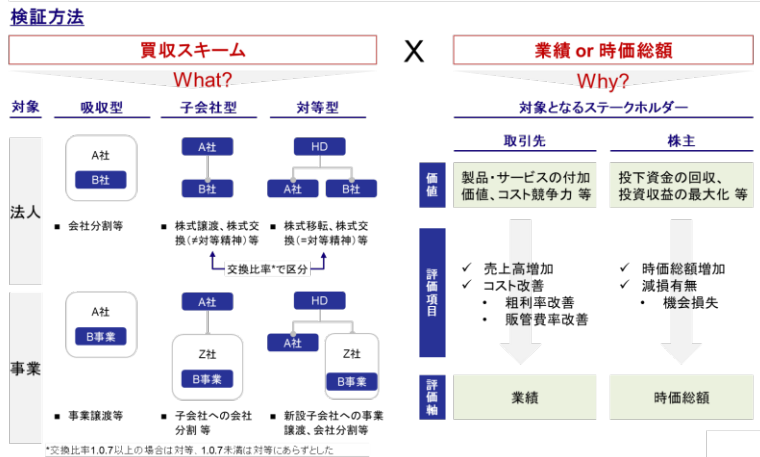 検証方法
買収スキーム
X
業績 or 時価総額
What?
Why?
対象
吸収型
子会社型
対等型
対象となるステークホルダー
取引先
株主
法人
A社
B社
A社
B社
HD
A社
B社
■ 会社分割等
■ 株式譲渡、株式交
換(≠対等精神)等
■ 株式移転、株式交
換(=対等精神)等
交換比率*で区分
価値
製品・サービスの付加
価値、コスト競争力 等
投下資金の回収、
投資収益の最大化 等
評価項目
✓ 売上高増加
✓ コスト改善
• 粗利率改善
• 販管費率改善
✓ 時価総額増加
✓ 減損有無
• 機会損失
事業
A社
B事業
A社
Z社
B事業
HD
A社
Z社
B事業
■ 事業譲渡等
■ 子会社への会社
分割 等
■ 新設子会社への事業
譲渡、会社分割等
評価軸
業績
時価総額
*交換比率1.0.7以上の場合は対等、1.0.7未満は対等にあらずとした